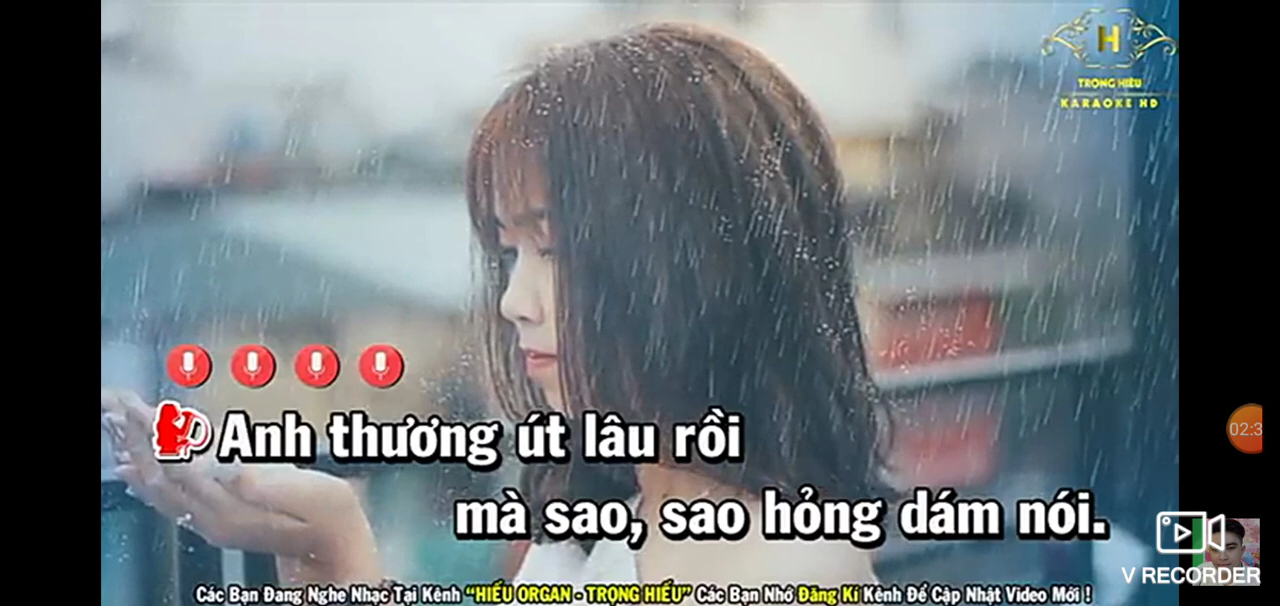 H
TRỌNG HIẾU
KARAOKE HD
Anh thương út lâu rồi
02:3
mà sao, sao hỏng dám nói.
V RECORDER
Các Bạn Đang Nghe Nhạc Tại Kênh "HIẾU ORGAN - TRỌNG HIẾU" Các Bạn Nhớ Đăng Kí Kênh Để Cập Nhật Video Mới !